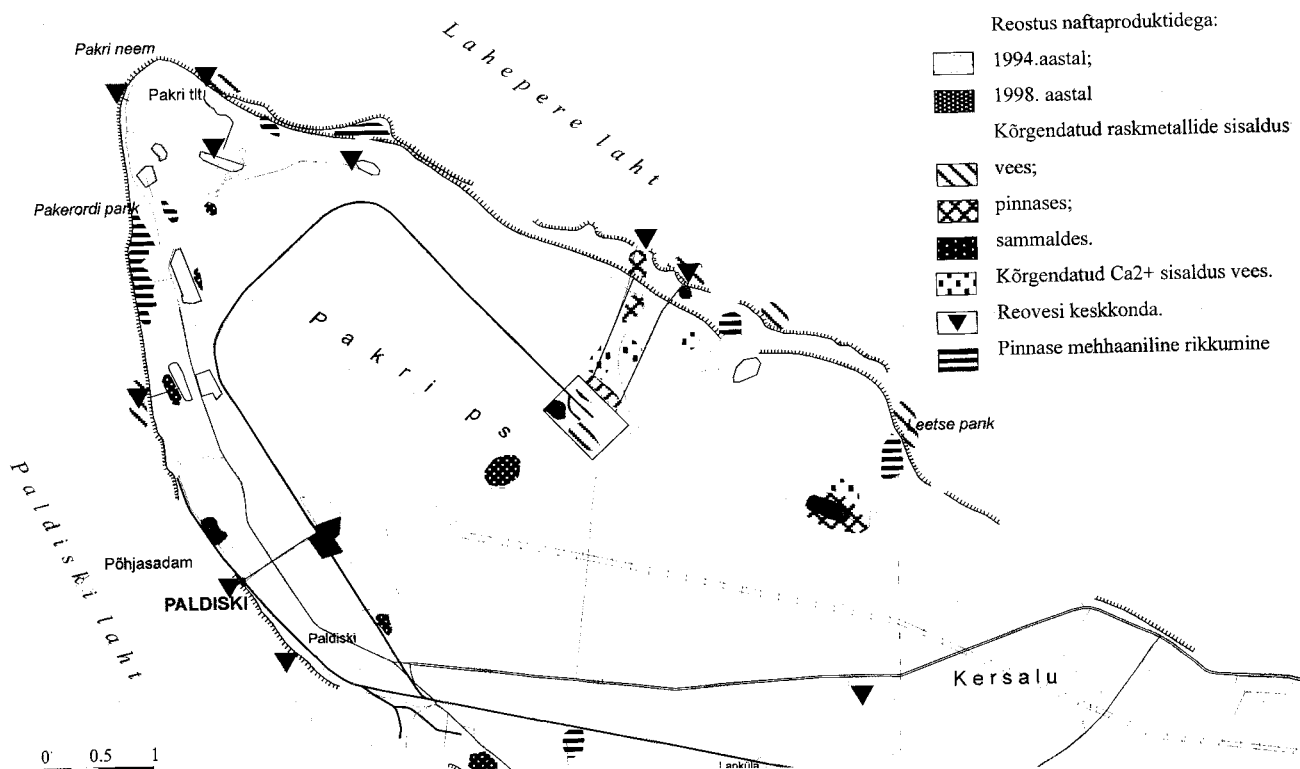 Reostus naftaproduktidega:
1994.aastal;
1998. aastal
Kõrgendatud raskmetallide sisaldus
vees;
pinnases;
sammaldes.
Kõrgendatud Ca2+ sisaldus vees.
Reovesi keskkonda.
Pinnase mehhaaniline rikkumine
Pakri neem
Lahepere laht
Pakri tlt
Pakerordi pank
Pakri ps
Leetse pank
Paldiski laht
Põhjasadam
PALDISKI
Paldiski
Kersalu
0 0.5 1